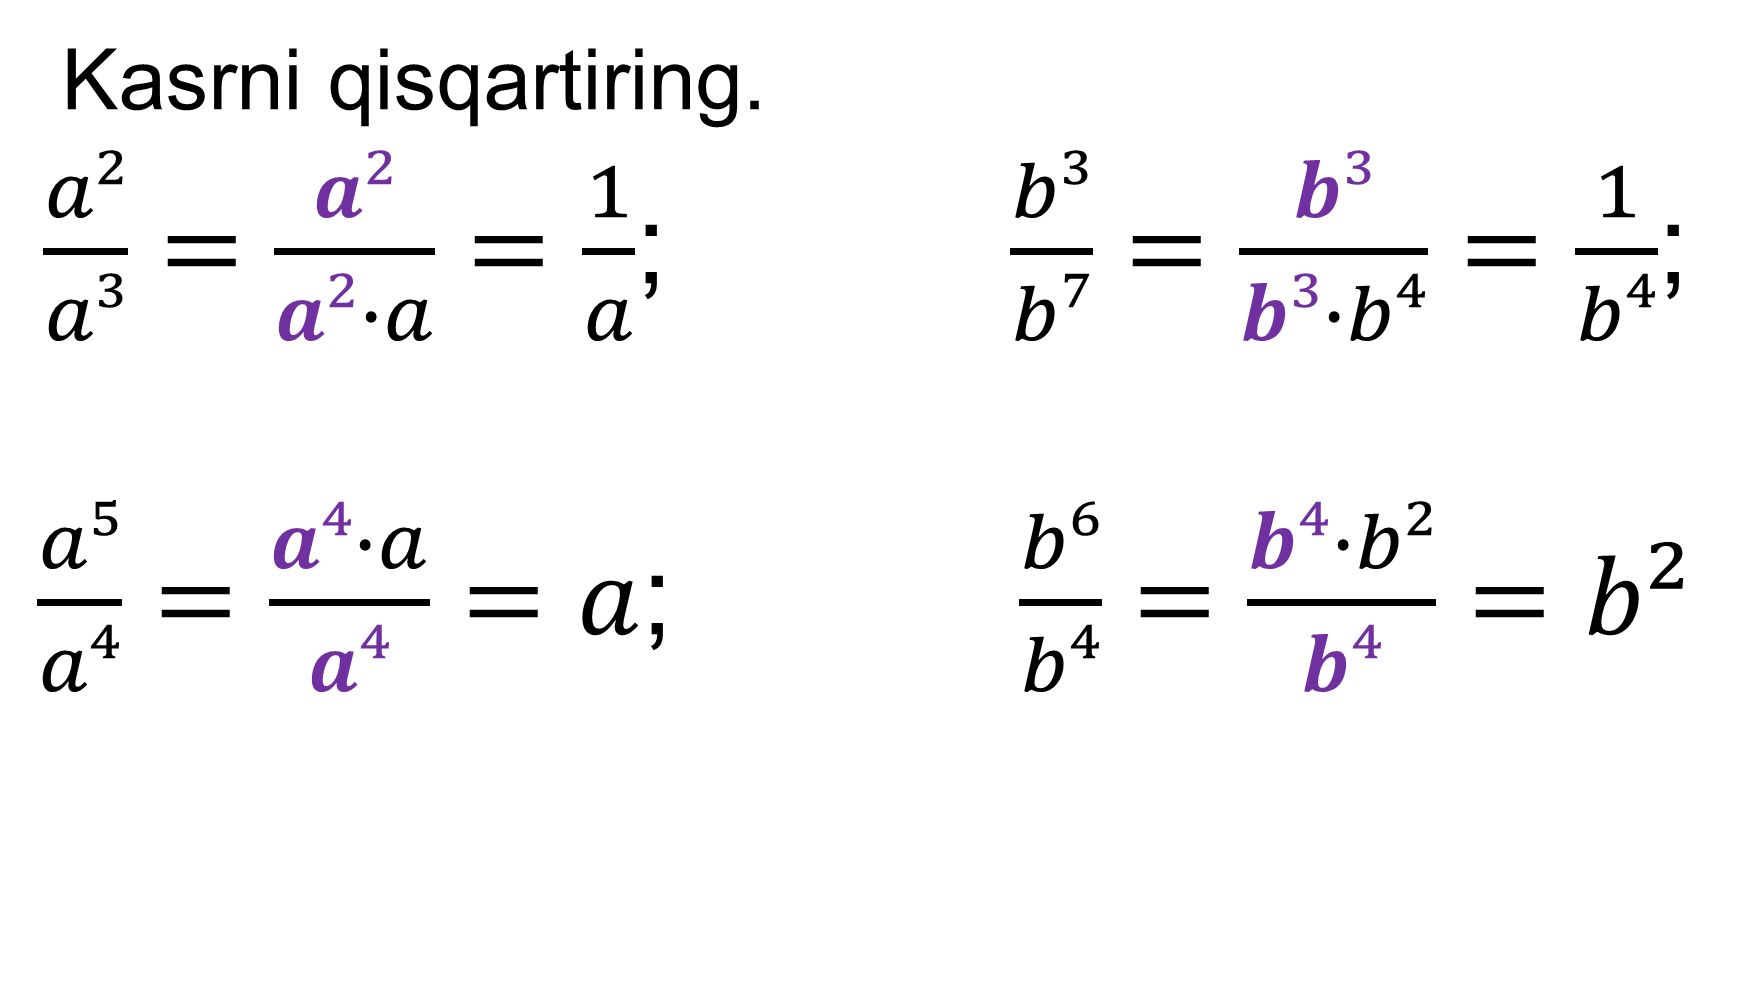 Kasrni qisqartiring.
a²/a³ = a²/(a²·a) = 1/a; b³/b⁷ = b³/(b³·b⁴) = 1/b⁴;
a⁵/a⁴ = (a⁴·a)/a⁴ = a; b⁶/b⁴ = (b⁴·b²)/b⁴ = b²